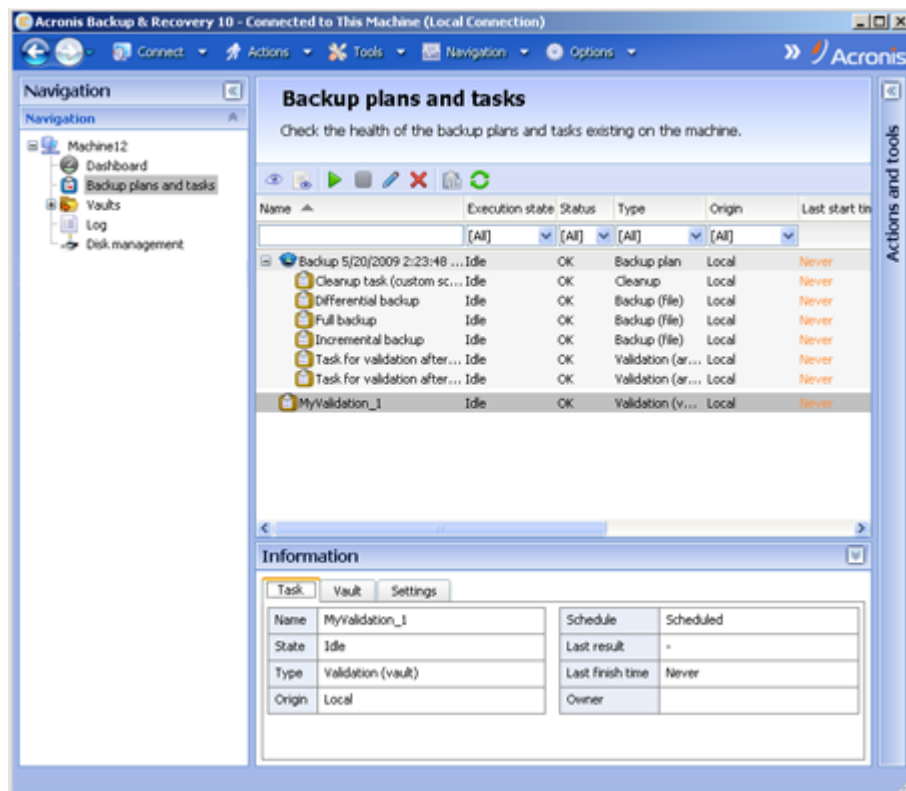 Acronis Backup & Recovery 10 - Connected to This Machine (Local Connection)
Connect Actions Tools Navigation Options Acronis
Navigation
Navigation
Machine12
Dashboard
Backup plans and tasks
Vaults
Log
Disk management
Backup plans and tasks
Check the health of the backup plans and tasks existing on the machine.
Name Execution state Status Type Origin Last start tin
[All] [All] [All] [All]
Backup 5/20/2009 2:23:48 ... Idle OK Backup plan Local Never
Cleanup task (custom sc... Idle OK Cleanup Local Never
Differential backup Idle OK Backup (file) Local Never
Full backup Idle OK Backup (file) Local Never
Incremental backup Idle OK Backup (file) Local Never
Task for validation after... Idle OK Validation (ar... Local Never
Task for validation after... Idle OK Validation (ar... Local Never
MyValidation_1 Idle OK Validation (v... Local Never
Information
Task Vault Settings
Name MyValidation_1 Schedule Scheduled
State Idle Last result -
Type Validation (vault) Last finish time Never
Origin Local Owner
Actions and tools